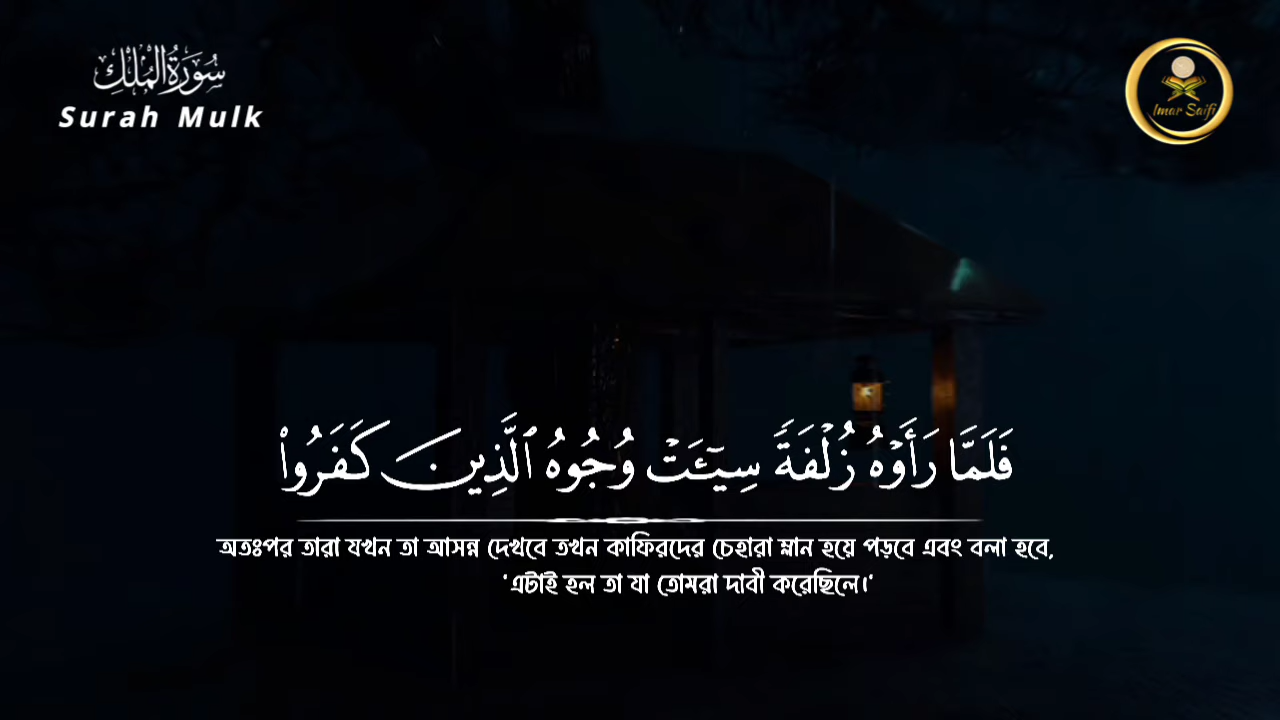 سُورَةُ الْمُلْكِ
Surah Mulk
Imar Saifi
فَلَمَّا رَأَوْهُ زُلْفَةً سِيٓـَٔتْ وُجُوهُ ٱلَّذِينَ كَفَرُوا۟
অতঃপর তারা যখন তা আসন্ন দেখবে তখন কাফিরদের চেহারা ম্লান হয়ে পড়বে এবং বলা হবে,
‘এটাই হল তা যা তোমরা দাবী করেছিলে।‘